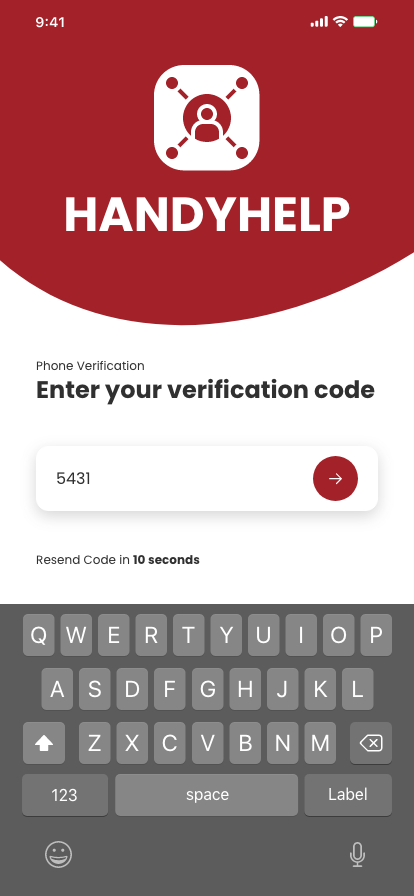 9:41
HANDYHELP
Phone Verification
Enter your verification code
5431
Resend Code in 10 seconds
Q W E R T Y U I O P
A S D F G H J K L
Z X C V B N M
123 space Label